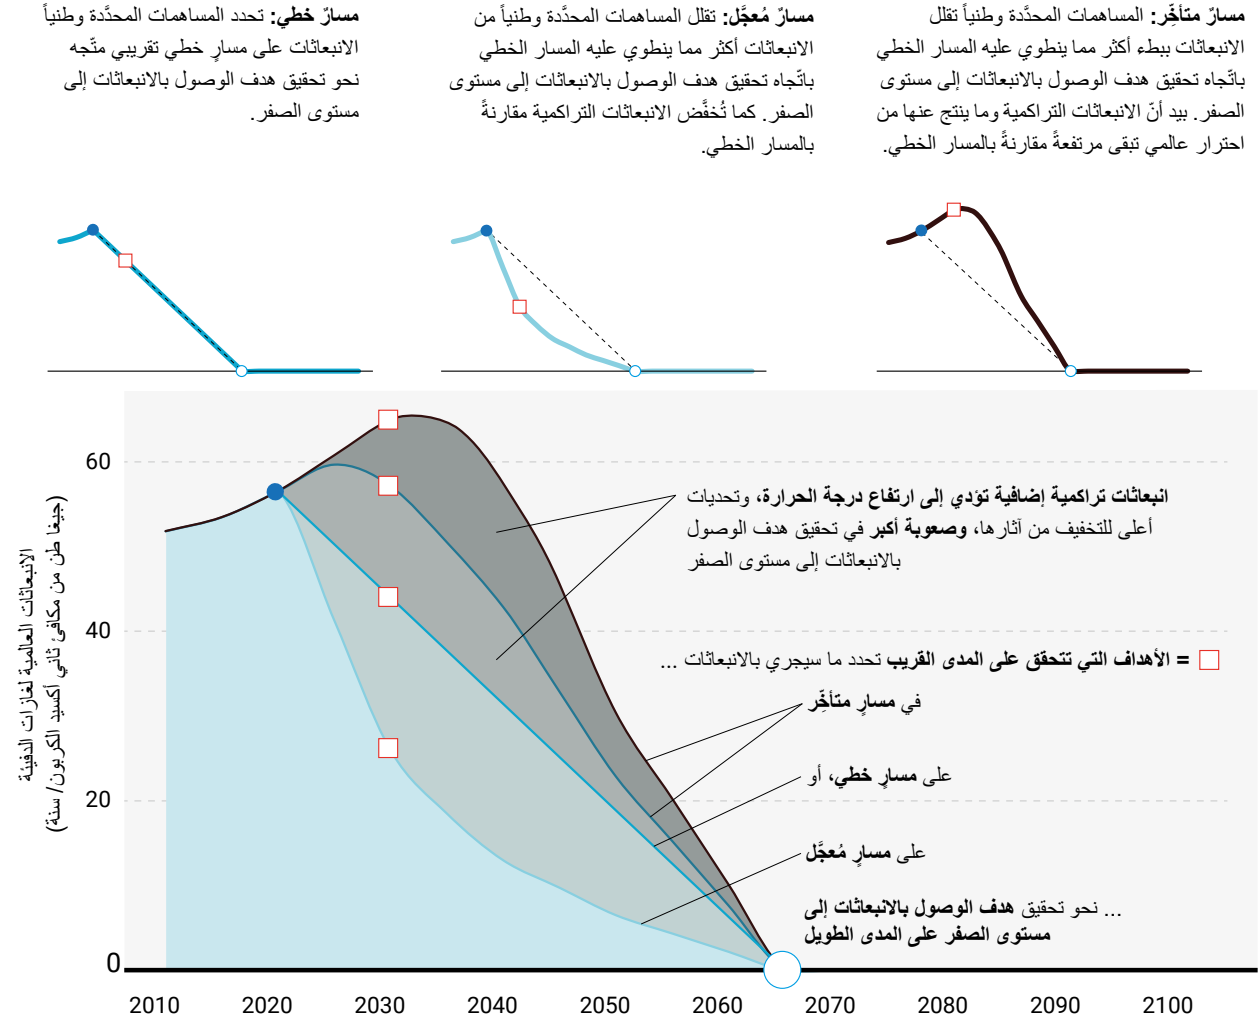 مسارٌ متأخِّر: المساهمات المحدَّدة وطنياً تقلل
الانبعاثات ببطء أكثر مما ينطوي عليه المسار الخطي
باتّجاه تحقيق هدف الوصول بالانبعاثات إلى مستوى
الصفر. بيد أنّ الانبعاثات التراكمية وما ينتج عنها من
احترار عالمي تبقى مرتفعةً مقارنةً بالمسار الخطي.
مسارٌ مُعجَّل: تقلل المساهمات المحدَّدة وطنياً من
الانبعاثات أكثر مما ينطوي عليه المسار الخطي
باتّجاه تحقيق هدف الوصول بالانبعاثات إلى مستوى
الصفر. كما تُخفَّض الانبعاثات التراكمية مقارنةً
بالمسار الخطي.
مسارٌ خطي: تحدد المساهمات المحدَّدة وطنياً
الانبعاثات على مسارٍ خطي تقريبي متّجه
نحو تحقيق هدف الوصول بالانبعاثات إلى
مستوى الصفر.
الانبعاثات العالمية لغازات الدفيئة
(جيغا طن من مكافئ ثاني أكسيد الكربون/ سنة)
60
40
20
0
انبعاثات تراكمية إضافية تؤدي إلى ارتفاع درجة الحرارة، وتحديات
أعلى للتخفيف من آثارها، وصعوبة أكبر في تحقيق هدف الوصول
بالانبعاثات إلى مستوى الصفر
= الأهداف التي تتحقق على المدى القريب تحدد ما سيجري بالانبعاثات ...
في مسارٍ متأخِّر
على مسارٍ خطي، أو
على مسارٍ مُعجَّل
... نحو تحقيق هدف الوصول بالانبعاثات إلى
مستوى الصفر على المدى الطويل
2010 2020 2030 2040 2050 2060 2070 2080 2090 2100